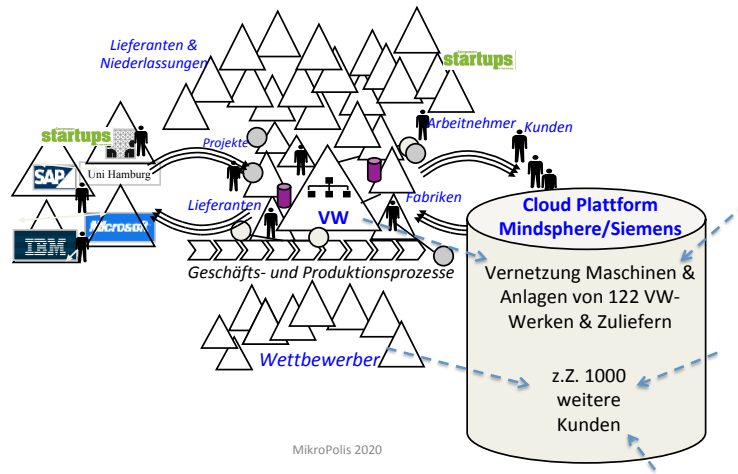 Lieferanten &
Niederlassungen
startups
Arbeitnehmer
Kunden
startups
Projekte
SAP
Uni Hamburg
Lieferanten
Fabriken
VW
Microsoft
IBM
Cloud Plattform
Mindsphere/Siemens
Geschäfts- und Produktionsprozesse
Vernetzung Maschinen &
Anlagen von 122 VW-
Werken & Zuliefern
Wettbewerber
z.Z. 1000
weitere
Kunden
MikroPolis 2020